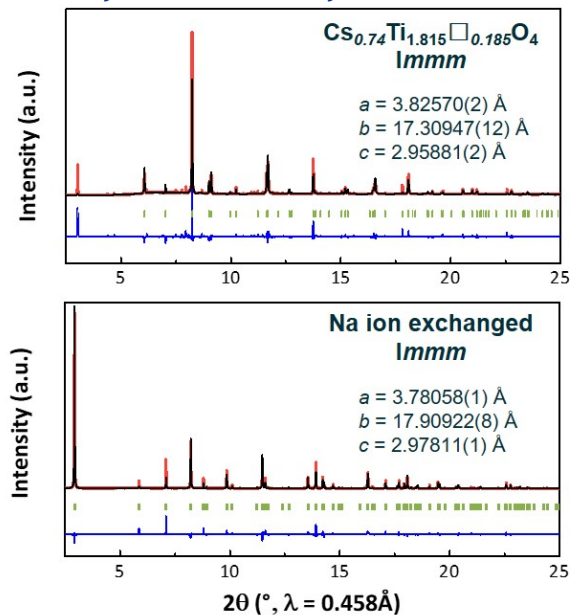 Cs0.74Ti1.815□0.185O4
Immm
a = 3.82570(2) Å
b = 17.30947(12) Å
c = 2.95881(2) Å
Intensity (a.u.)
5 10 15 20 25
Na ion exchanged
Immm
a = 3.78058(1) Å
b = 17.90922(8) Å
c = 2.97811(1) Å
Intensity (a.u.)
5 10 15 20 25
2θ (°, λ = 0.458Å)